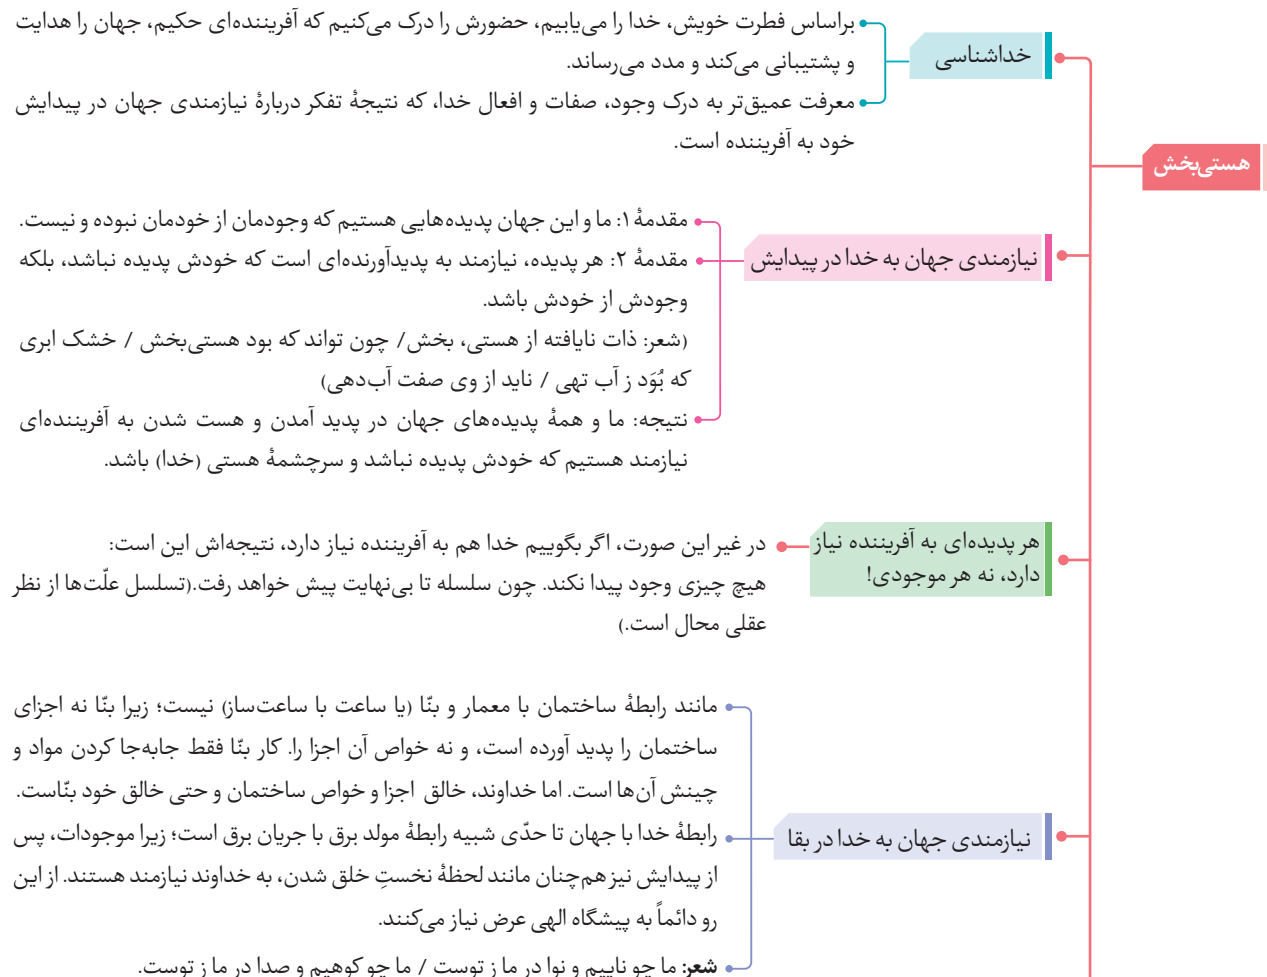 هستی‌بخش
خداشناسی
براساس فطرت خویش، خدا را می‌یابیم، حضورش را درک می‌کنیم که آفریننده‌ای حکیم، جهان را هدایت
و پشتیبانی می‌کند و مدد می‌رساند.
معرفت عمیق‌تر به درک وجود، صفات و افعال خدا، که نتیجهٔ تفکر دربارهٔ نیازمندی جهان در پیدایش
خود به آفریننده است.
نیازمندی جهان به خدا در پیدایش
مقدمهٔ ۱: ما و این جهان پدیده‌هایی هستیم که وجودمان از خودمان نبوده و نیست.
مقدمهٔ ۲: هر پدیده، نیازمند به پدیدآورنده‌ای است که خودش پدیده نباشد، بلکه
وجودش از خودش باشد.
(شعر: ذات نایافته از هستی، بخش/ چون تواند که بود هستی‌بخش / خشک ابری
که بُوَد ز آب تهی / ناید از وی صفت آب‌دهی)
نتیجه: ما و همهٔ پدیده‌های جهان در پدید آمدن و هست شدن به آفریننده‌ای
نیازمند هستیم که خودش پدیده نباشد و سرچشمهٔ هستی (خدا) باشد.
هر پدیده‌ای به آفریننده نیاز
دارد، نه هر موجودی!
در غیر این صورت، اگر بگوییم خدا هم به آفریننده نیاز دارد، نتیجه‌اش این است:
هیچ چیزی وجود پیدا نکند. چون سلسله تا بی‌نهایت پیش خواهد رفت.(تسلسل علّت‌ها از نظر
عقلی محال است.)
نیازمندی جهان به خدا در بقا
مانند رابطهٔ ساختمان با معمار و بنّا (یا ساعت با ساعت‌ساز) نیست؛ زیرا بنّا نه اجزای
ساختمان را پدید آورده است، و نه خواص آن اجزا را. کار بنّا فقط جابه‌جا کردن مواد و
چینش آن‌ها است. اما خداوند، خالق اجزا و خواص ساختمان و حتی خالق خود بنّاست.
رابطهٔ خدا با جهان تا حدّی شبیه رابطهٔ مولد برق با جریان برق است؛ زیرا موجودات، پس
از پیدایش نیز هم‌چنان مانند لحظهٔ نخستِ خلق شدن، به خداوند نیازمند هستند. از این
رو دائماً به پیشگاه الهی عرض نیاز می‌کنند.
شعر: ما چو ناییم و نوا در ما ز توست / ما چو کوهیم و صدا در ما ز توست.